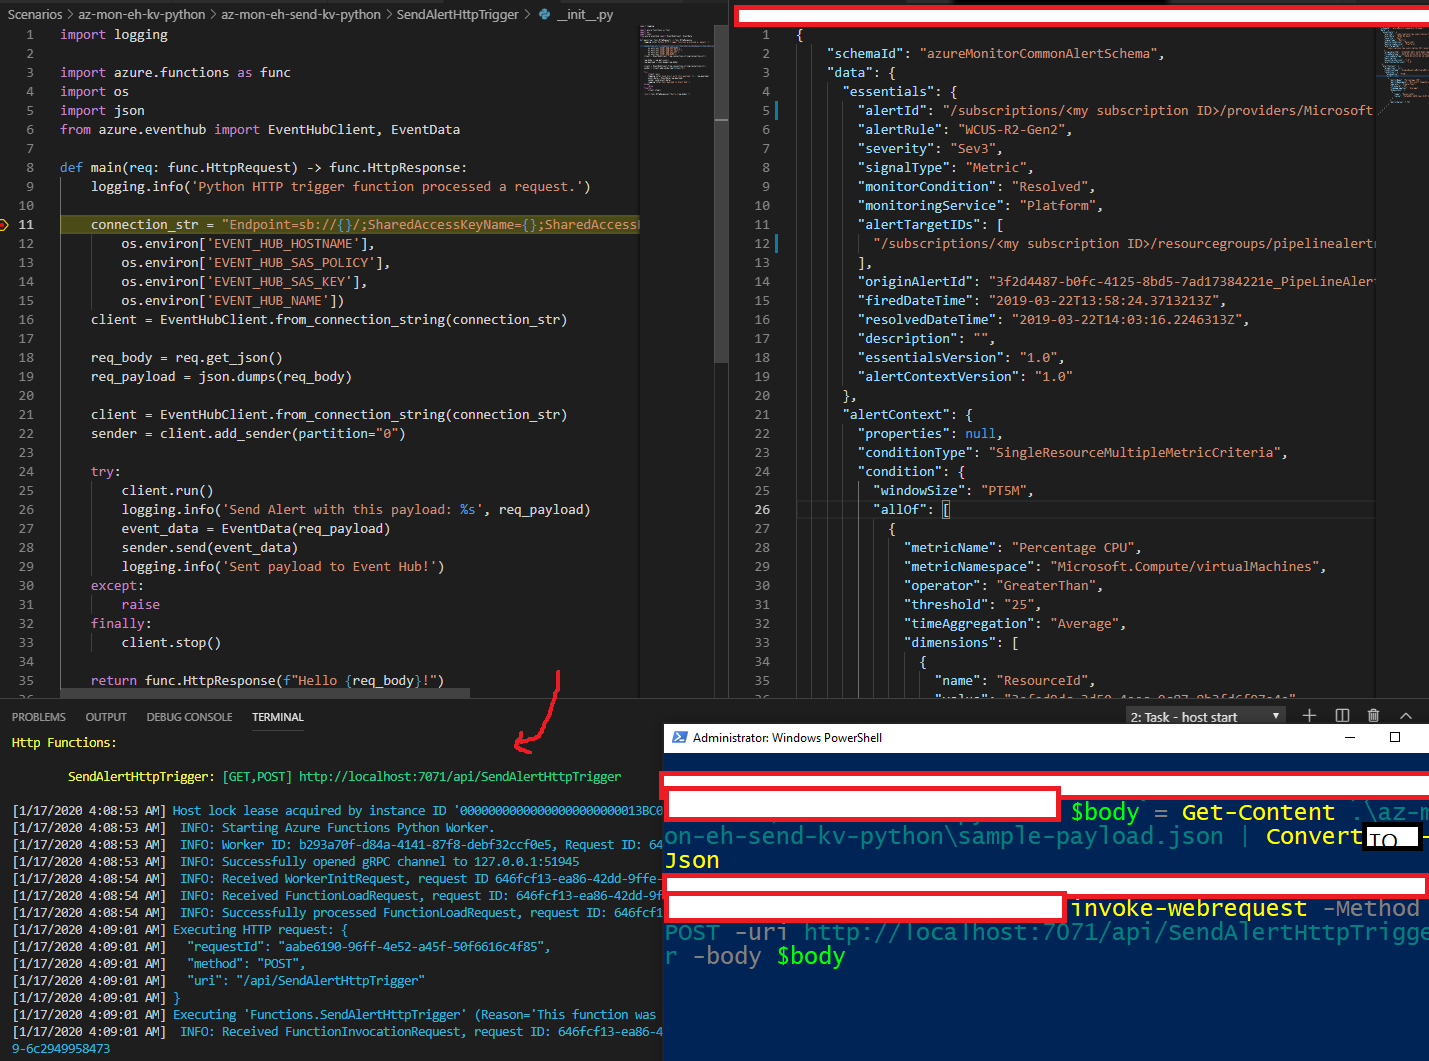 Scenarios > az-mon-eh-kv-python > az-mon-eh-send-kv-python > SendAlertHttpTrigger > __init__.py
1 import logging
2
3 import azure.functions as func
4 import os
5 import json
6 from azure.eventhub import EventHubClient, EventData
7
8 def main(req: func.HttpRequest) -> func.HttpResponse:
9 logging.info('Python HTTP trigger function processed a request.')
10
11 connection_str = "Endpoint=sb://{}/;SharedAccessKeyName={};SharedAccess
12 os.environ['EVENT_HUB_HOSTNAME'],
13 os.environ['EVENT_HUB_SAS_POLICY'],
14 os.environ['EVENT_HUB_SAS_KEY'],
15 os.environ['EVENT_HUB_NAME'])
16 client = EventHubClient.from_connection_string(connection_str)
17
18 req_body = req.get_json()
19 req_payload = json.dumps(req_body)
20
21 client = EventHubClient.from_connection_string(connection_str)
22 sender = client.add_sender(partition="0")
23
24 try:
25 client.run()
26 logging.info('Send Alert with this payload: %s', req_payload)
27 event_data = EventData(req_payload)
28 sender.send(event_data)
29 logging.info('Sent payload to Event Hub!')
30 except:
31 raise
32 finally:
33 client.stop()
34
35 return func.HttpResponse(f"Hello {req_body}!")
1 {
2 "schemaId": "azureMonitorCommonAlertSchema",
3 "data": {
4 "essentials": {
5 "alertId": "/subscriptions/<my subscription ID>/providers/Microsoft
6 "alertRule": "WCUS-R2-Gen2",
7 "severity": "Sev3",
8 "signalType": "Metric",
9 "monitorCondition": "Resolved",
10 "monitoringService": "Platform",
11 "alertTargetIDs": [
12 "/subscriptions/<my subscription ID>/resourcegroups/pipelinealert
13 ],
14 "originAlertId": "3f2d4487-b0fc-4125-8bd5-7ad17384221e_PipeLineAler
15 "firedDateTime": "2019-03-22T13:58:24.3713213Z",
16 "resolvedDateTime": "2019-03-22T14:03:16.2246313Z",
17 "description": "",
18 "essentialsVersion": "1.0",
19 "alertContextVersion": "1.0"
20 },
21 "alertContext": {
22 "properties": null,
23 "conditionType": "SingleResourceMultipleMetricCriteria",
24 "condition": {
25 "windowSize": "PT5M",
26 "allOf": [
27 {
28 "metricName": "Percentage CPU",
29 "metricNamespace": "Microsoft.Compute/virtualMachines",
30 "operator": "GreaterThan",
31 "threshold": "25",
32 "timeAggregation": "Average",
33 "dimensions": [
34 {
35 "name": "ResourceId",
PROBLEMS OUTPUT DEBUG CONSOLE TERMINAL 2: Task - host start
Http Functions:
SendAlertHttpTrigger: [GET,POST] http://localhost:7071/api/SendAlertHttpTrigger
[1/17/2020 4:08:53 AM] Host lock lease acquired by instance ID '000000000000000000000000013BC0
[1/17/2020 4:08:53 AM] INFO: Starting Azure Functions Python Worker.
[1/17/2020 4:08:53 AM] INFO: Worker ID: b293a70f-d84a-4141-87f8-debf32ccf0e5, Request ID: 64
[1/17/2020 4:08:53 AM] INFO: Successfully opened gRPC channel to 127.0.0.1:51945
[1/17/2020 4:08:54 AM] INFO: Received WorkerInitRequest, request ID 646fcf13-ea86-42dd-9ffe-
[1/17/2020 4:08:54 AM] INFO: Received FunctionLoadRequest, request ID: 646fcf13-ea86-42dd-9f
[1/17/2020 4:08:54 AM] INFO: Successfully processed FunctionLoadRequest, request ID: 646fcf1
[1/17/2020 4:09:01 AM] Executing HTTP request: {
[1/17/2020 4:09:01 AM] "requestId": "aabe6190-96ff-4e52-a45f-50f6616c4f85",
[1/17/2020 4:09:01 AM] "method": "POST",
[1/17/2020 4:09:01 AM] "uri": "/api/SendAlertHttpTrigger"
[1/17/2020 4:09:01 AM] }
[1/17/2020 4:09:01 AM] Executing 'Functions.SendAlertHttpTrigger' (Reason='This function was
[1/17/2020 4:09:01 AM] INFO: Received FunctionInvocationRequest, request ID: 646fcf13-ea86-4
9-6c2949958473
Administrator: Windows PowerShell
$body = Get-Content .\az-m
on-eh-send-kv-python\sample-payload.json | ConvertTO-
Json
invoke-webrequest -Method
POST -uri http://localhost:7071/api/SendAlertHttpTrigge
r -body $body